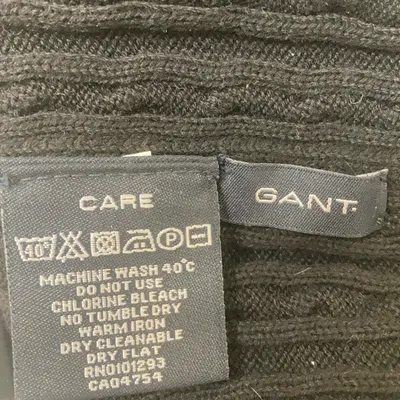 CARE
40°
P
MACHINE WASH 40°C
DO NOT USE
CHLORINE BLEACH
NO TUMBLE DRY
WARM IRON
DRY CLEANABLE
DRY FLAT
RN0101293
CA04754
GANT